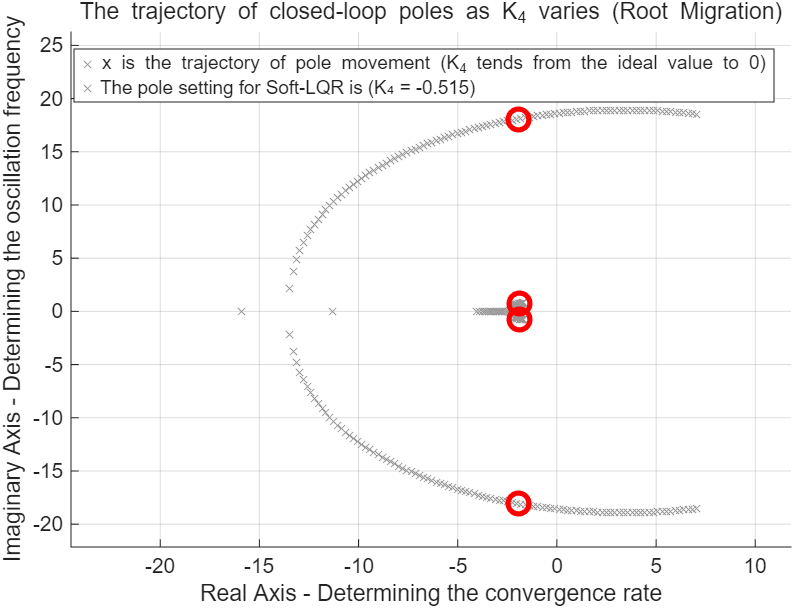 The trajectory of closed-loop poles as K₄ varies (Root Migration)
x is the trajectory of pole movement (K₄ tends from the ideal value to 0)
The pole setting for Soft-LQR is (K₄ = -0.515)
Imaginary Axis - Determining the oscillation frequency
25
20
15
10
5
0
-5
-10
-15
-20
-20 -15 -10 -5 0 5 10
Real Axis - Determining the convergence rate